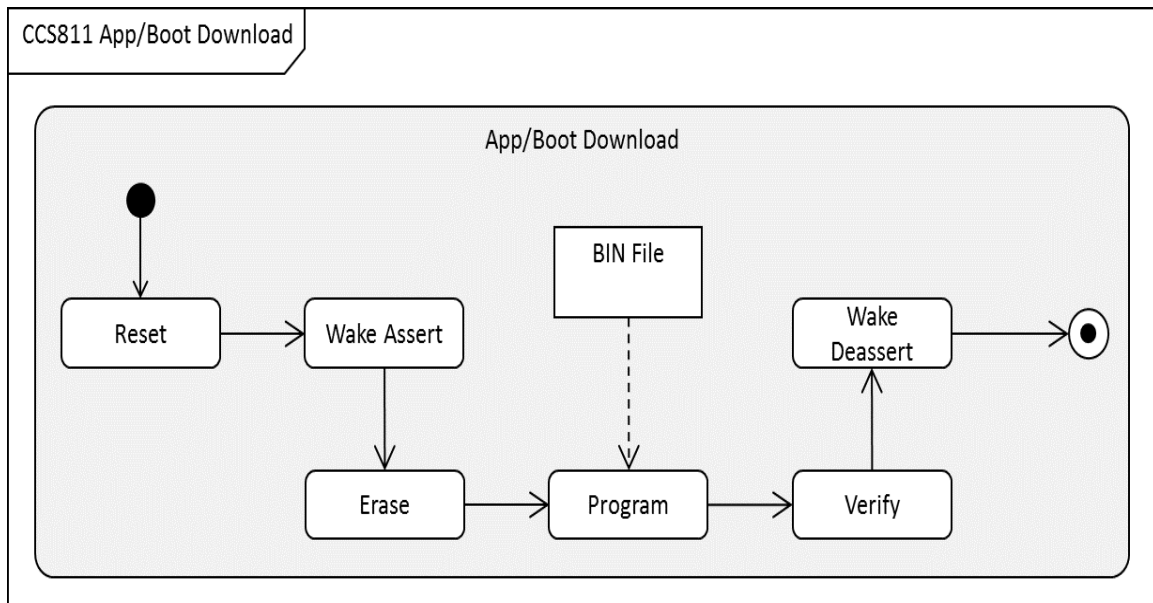 CCS811 App/Boot Download
App/Boot Download
BIN File
Reset
Wake Assert
Wake
Deassert
Erase
Program
Verify